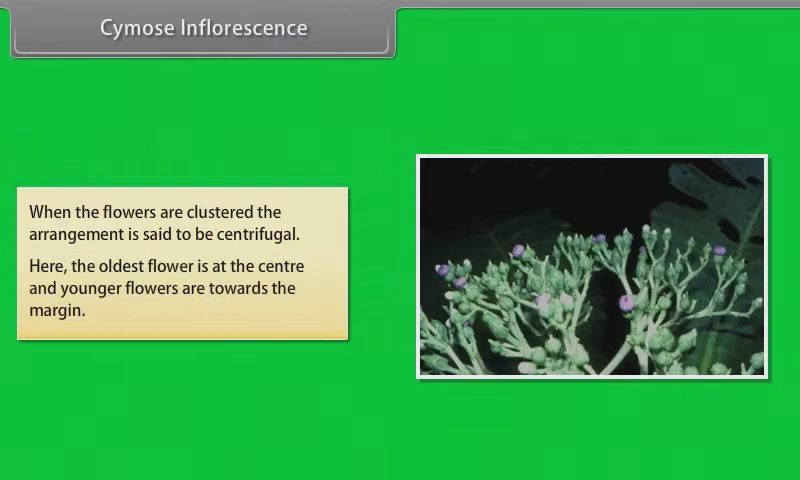 Cymose Inflorescence
When the flowers are clustered the
arrangement is said to be centrifugal.
Here, the oldest flower is at the centre
and younger flowers are towards the
margin.